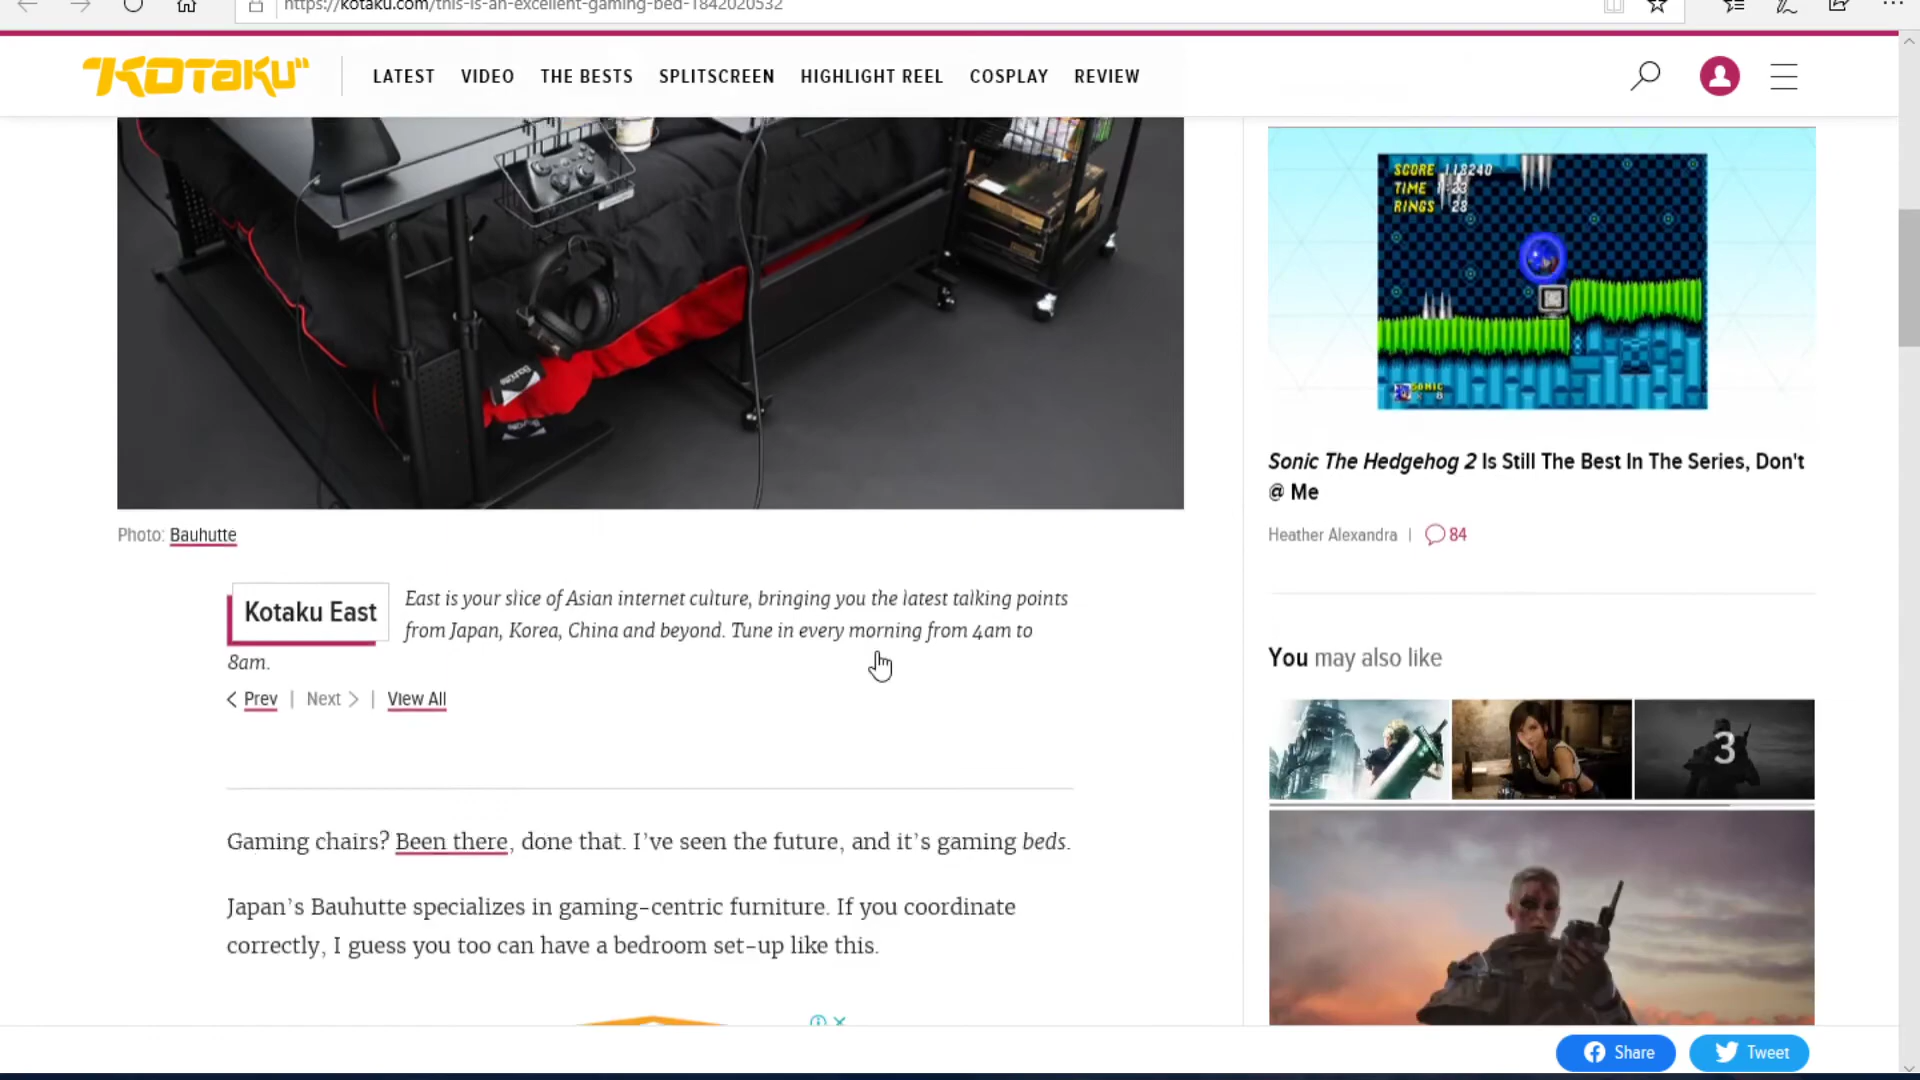 https://kotaku.com/this-is-an-excellent-gaming-bed-1842020532
KOTAKU
LATEST VIDEO THE BESTS SPLITSCREEN HIGHLIGHT REEL COSPLAY REVIEW
SCORE 118240
TIME
RINGS 28
SONIC
8
Sonic The Hedgehog 2 Is Still The Best In The Series, Don't
@ Me
Heather Alexandra | 84
Photo: Bauhutte
Kotaku East
East is your slice of Asian internet culture, bringing you the latest talking points
from Japan, Korea, China and beyond. Tune in every morning from 4am to
8am.
< Prev | Next > | View All
You may also like
3
Gaming chairs? Been there, done that. I've seen the future, and it's gaming beds.
Japan's Bauhutte specializes in gaming-centric furniture. If you coordinate
correctly, I guess you too can have a bedroom set-up like this.
Share
Tweet